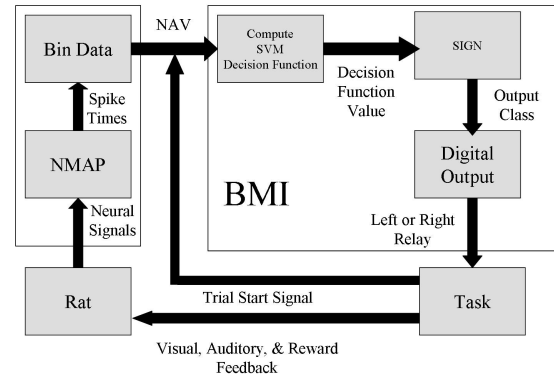 NAV
Bin Data
Compute
SVM
Decision Function
SIGN
Spike
Times
Decision
Function
Value
Output
Class
NMAP
BMI
Digital
Output
Neural
Signals
Left or Right
Relay
Rat
Trial Start Signal
Task
Visual, Auditory, & Reward
Feedback